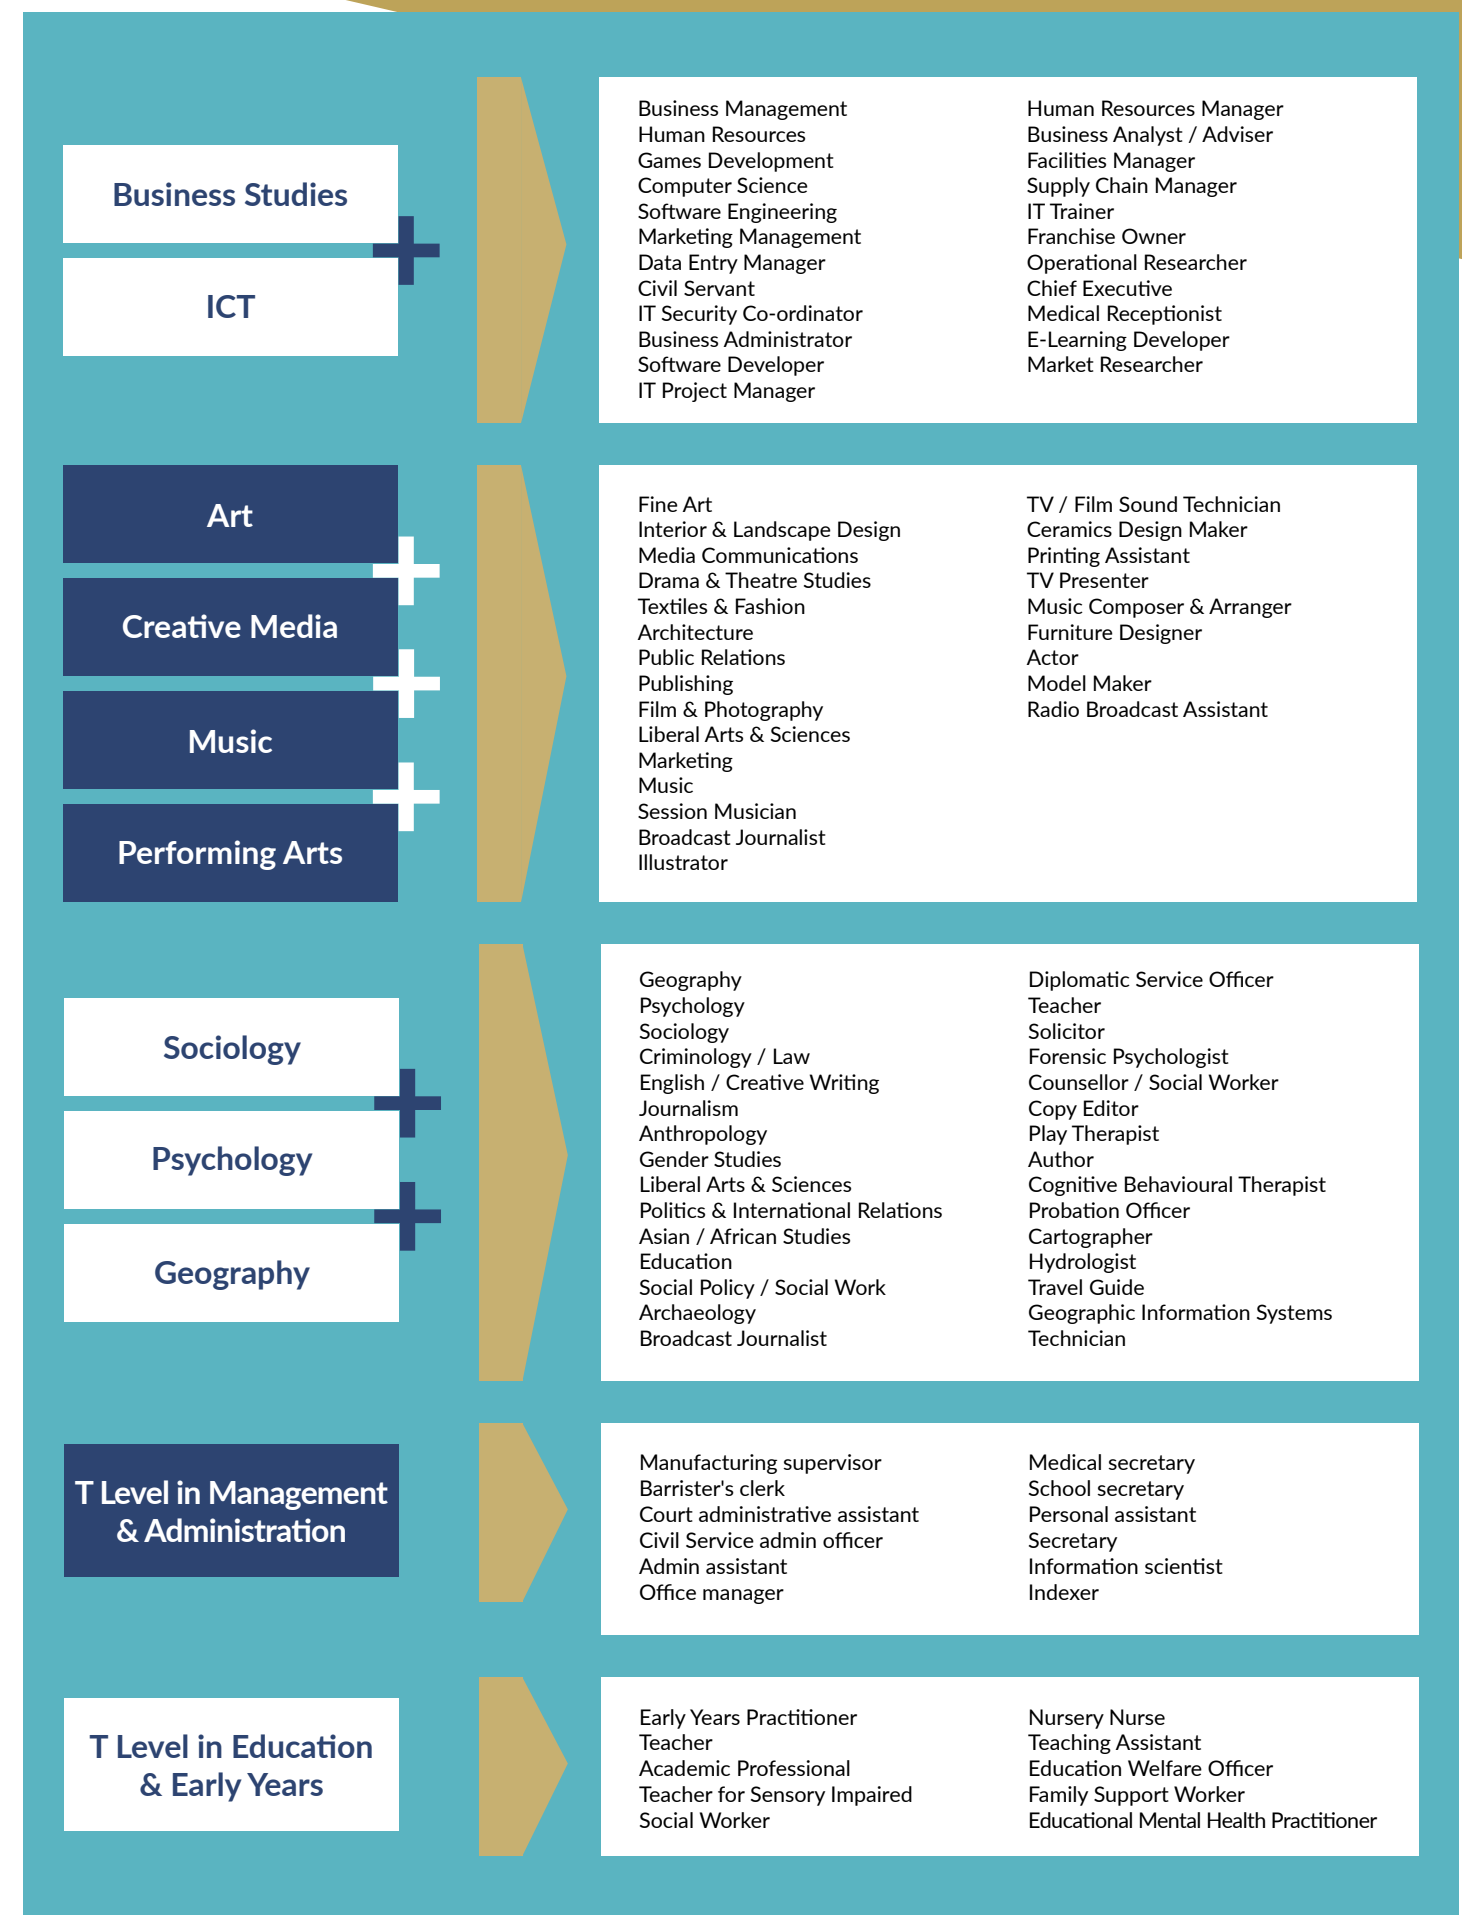 Business Studies
ICT
Business Management
Human Resources
Games Development
Computer Science
Software Engineering
Marketing Management
Data Entry Manager
Civil Servant
IT Security Co-ordinator
Business Administrator
Software Developer
IT Project Manager
Human Resources Manager
Business Analyst / Adviser
Facilities Manager
Supply Chain Manager
IT Trainer
Franchise Owner
Operational Researcher
Chief Executive
Medical Receptionist
E-Learning Developer
Market Researcher
Art
Creative Media
Music
Performing Arts
Fine Art
Interior & Landscape Design
Media Communications
Drama & Theatre Studies
Textiles & Fashion
Architecture
Public Relations
Publishing
Film & Photography
Liberal Arts & Sciences
Marketing
Music
Session Musician
Broadcast Journalist
Illustrator
TV / Film Sound Technician
Ceramics Design Maker
Printing Assistant
TV Presenter
Music Composer & Arranger
Furniture Designer
Actor
Model Maker
Radio Broadcast Assistant
Sociology
Psychology
Geography
Geography
Psychology
Sociology
Criminology / Law
English / Creative Writing
Journalism
Anthropology
Gender Studies
Liberal Arts & Sciences
Politics & International Relations
Asian / African Studies
Education
Social Policy / Social Work
Archaeology
Broadcast Journalist
Diplomatic Service Officer
Teacher
Solicitor
Forensic Psychologist
Counsellor / Social Worker
Copy Editor
Play Therapist
Author
Cognitive Behavioural Therapist
Probation Officer
Cartographer
Hydrologist
Travel Guide
Geographic Information Systems
Technician
T Level in Management
& Administration
Manufacturing supervisor
Barrister's clerk
Court administrative assistant
Civil Service admin officer
Admin assistant
Office manager
Medical secretary
School secretary
Personal assistant
Secretary
Information scientist
Indexer
T Level in Education
& Early Years
Early Years Practitioner
Teacher
Academic Professional
Teacher for Sensory Impaired
Social Worker
Nursery Nurse
Teaching Assistant
Education Welfare Officer
Family Support Worker
Educational Mental Health Practitioner